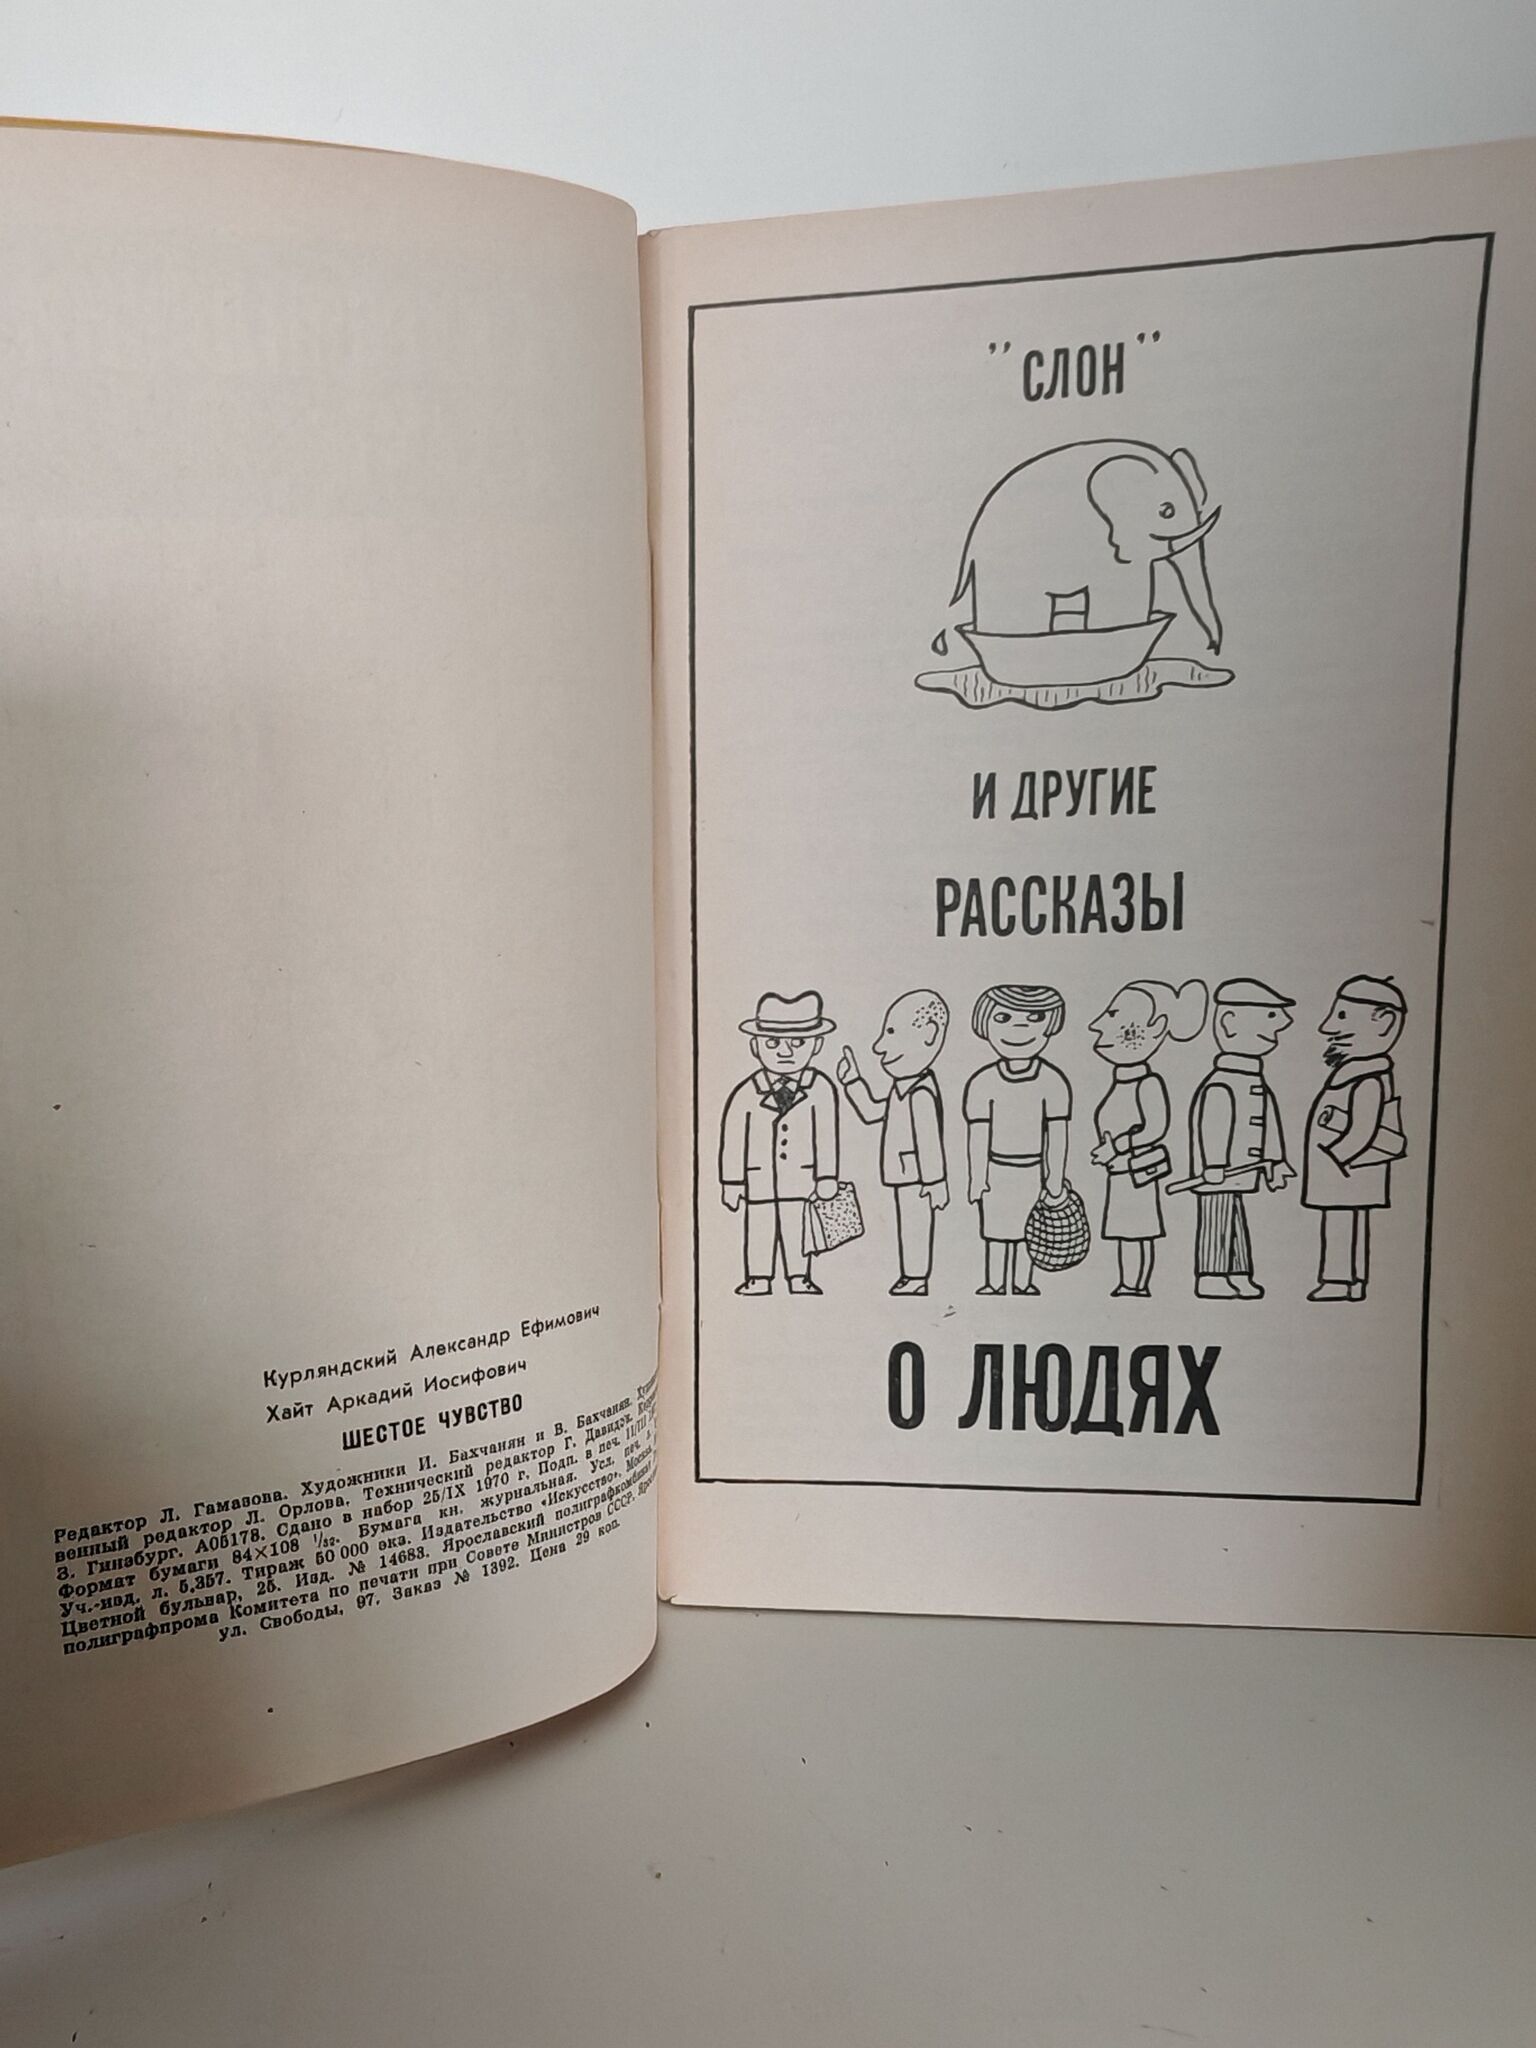 Курляндский Александр Ефимович
Хайт Аркадий Иосифович
ШЕСТОЕ ЧУВСТВО
Редактор Л. Гамазова. Художники И. Бахчанян и В. Бахчанян.
венный редактор Л. Орлова. Технический редактор Г. Давидок.
З. Гинзбург. А05178. Сдано в набор 25/IX 1970 г. Подп. в печ. 11/III
Формат бумаги 84×108 1/32. Бумага кн. журнальная. Усл. печ. л.
Уч.-изд. л. 5,357. Тираж 50 000 экз. Издательство «Искусство», Москва,
Цветной бульвар, 25. Изд. № 14683. Ярославский полиграфкомбинат
полиграфпрома Комитета по печати при Совете Министров СССР.
ул. Свободы, 97. Заказ № 1392. Цена 29 коп.
"СЛОН"
И ДРУГИЕ
РАССКАЗЫ
О ЛЮДЯХ